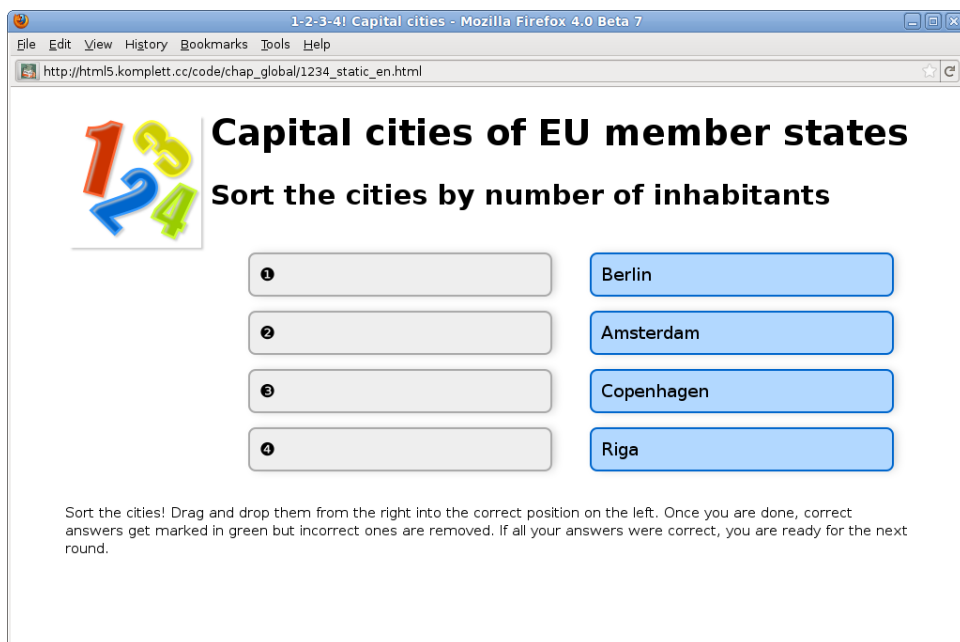 1-2-3-4! Capital cities - Mozilla Firefox 4.0 Beta 7
File Edit View History Bookmarks Tools Help
http://html5.komplett.cc/code/chap_global/1234_static_en.html
1 2 3 4
Capital cities of EU member states
Sort the cities by number of inhabitants
❶ Berlin
❷ Amsterdam
❸ Copenhagen
❹ Riga
Sort the cities! Drag and drop them from the right into the correct position on the left. Once you are done, correct
answers get marked in green but incorrect ones are removed. If all your answers were correct, you are ready for the next
round.